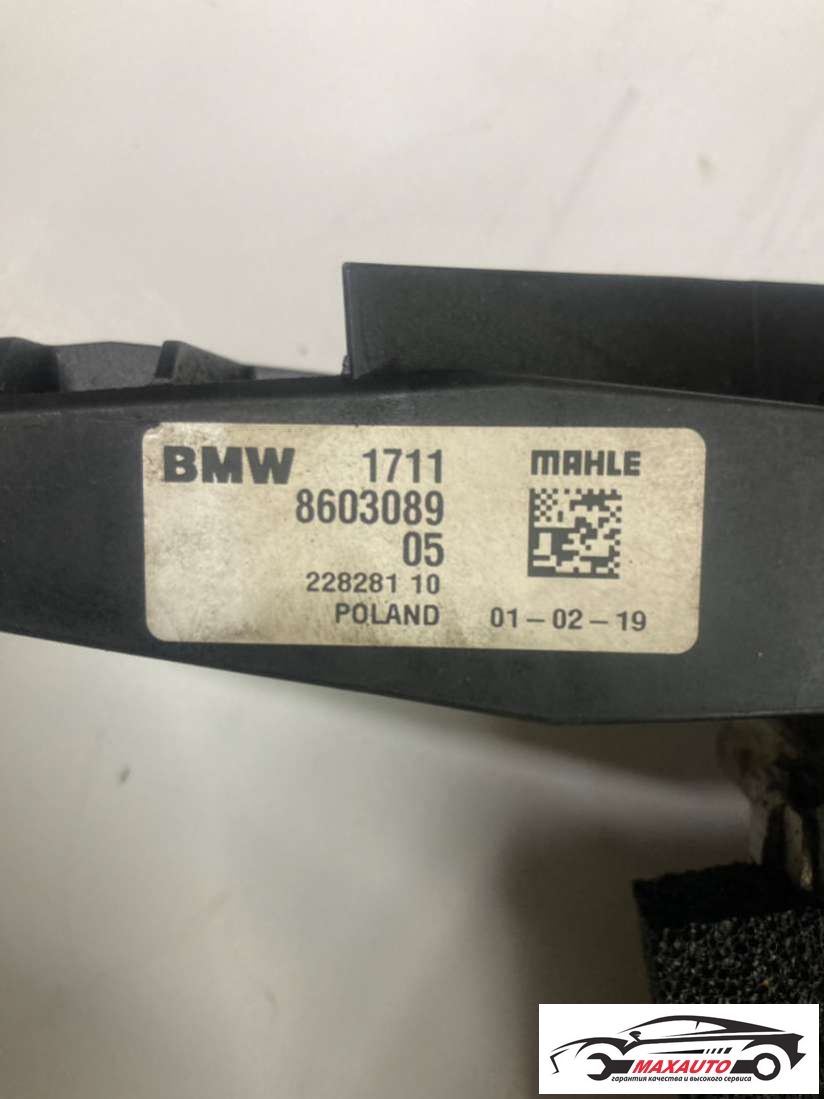 BMW 1711 MAHLE
8603089
05
228281 10
POLAND 01-02-19
MAXAUTO
гарантия качества и высокого сервиса